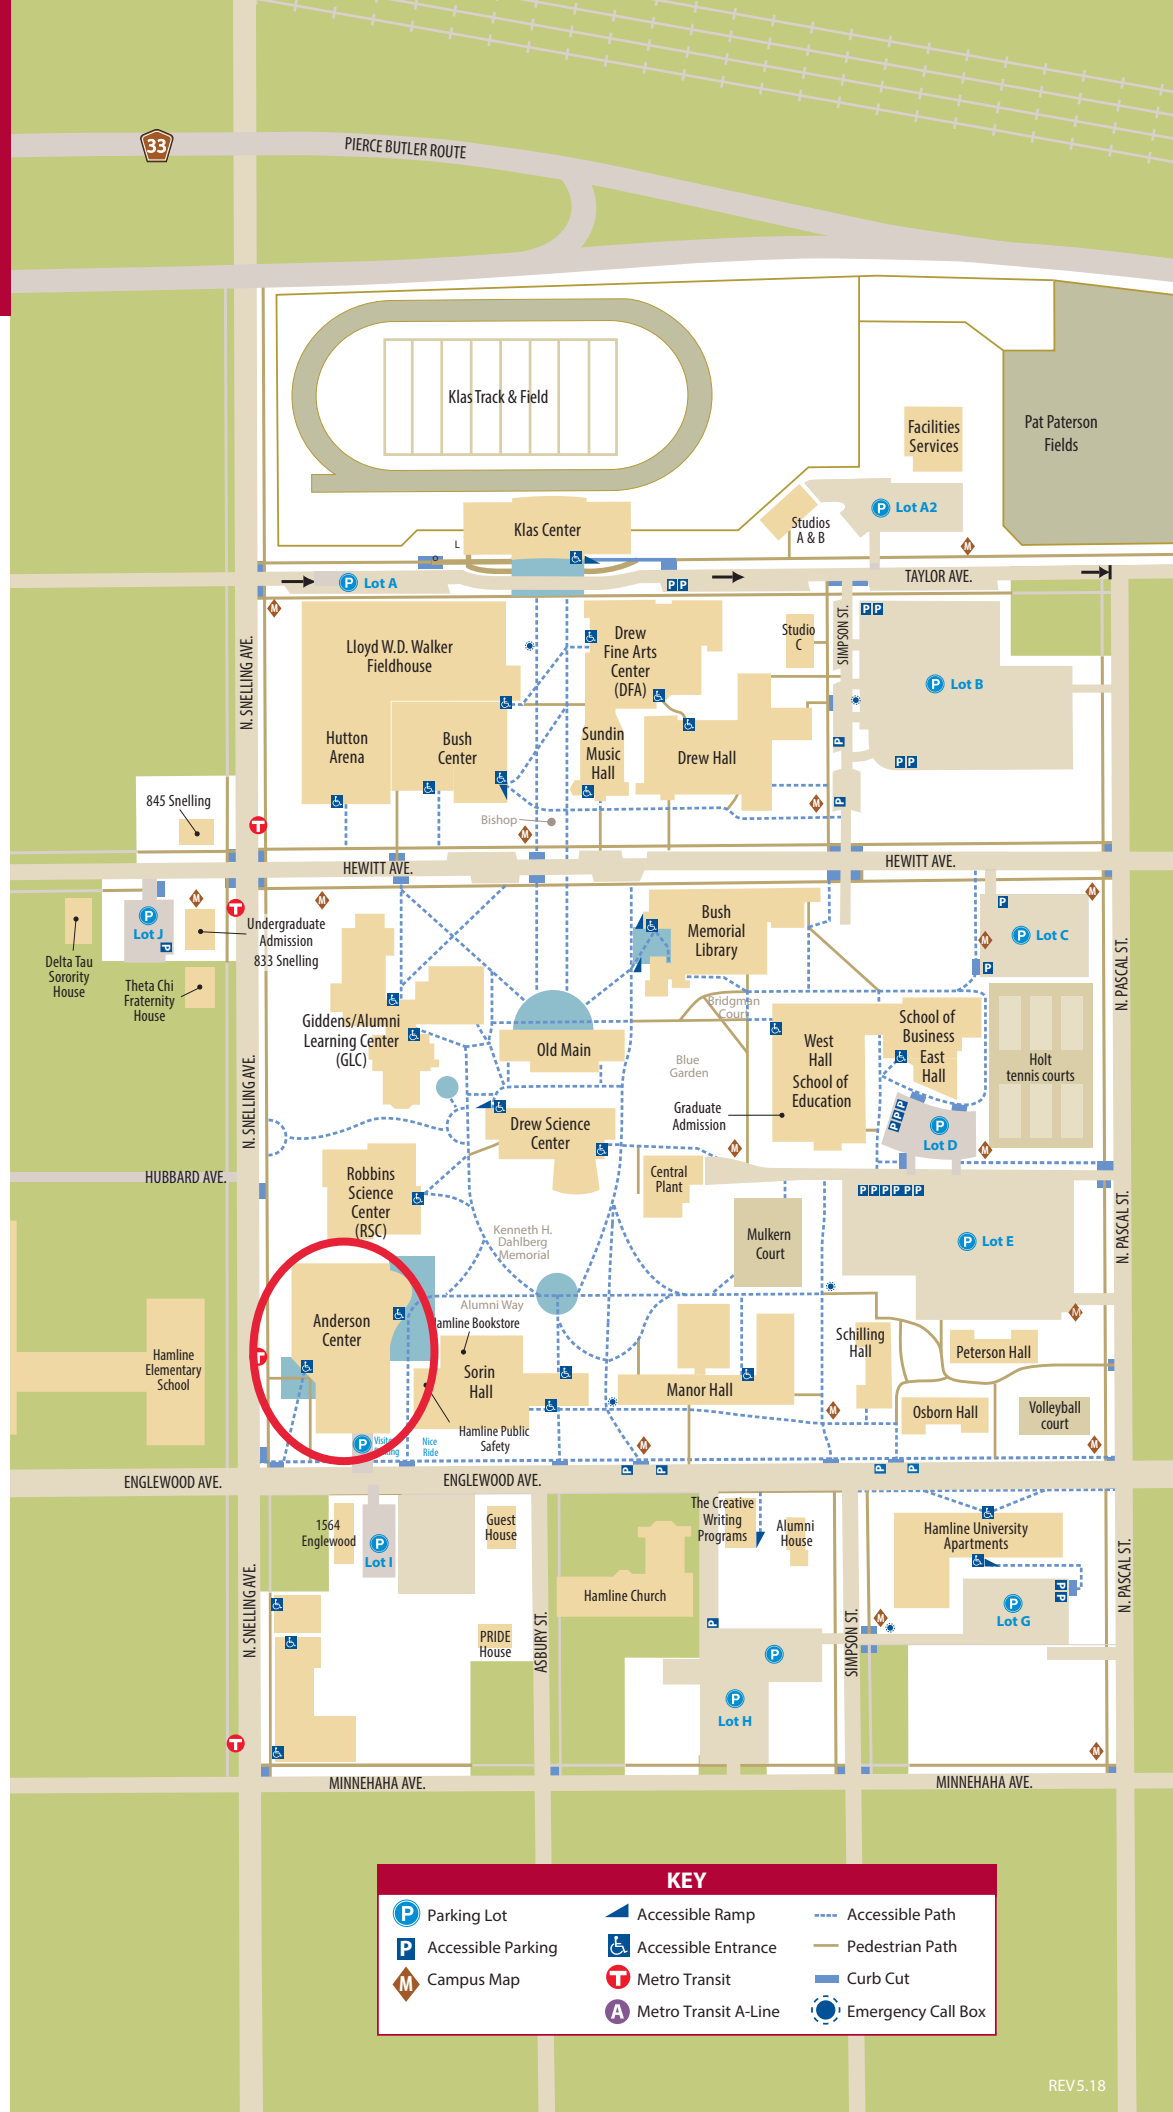 33
PIERCE BUTLER ROUTE
Klas Track & Field
Facilities
Services
Pat Paterson
Fields
Klas Center
Studios
A & B
P Lot A2
M
L
O
P Lot A
P P
TAYLOR AVE.
M
N. SNELLING AVE.
Lloyd W.D. Walker
Fieldhouse
Drew
Fine Arts
Center
(DFA)
Studio
C
SIMPSON ST.
P P
P Lot B
Hutton
Arena
Bush
Center
Sundin
Music
Hall
Drew Hall
P
P P
P
M
845 Snelling
T
Bishop
M
HEWITT AVE.
HEWITT AVE.
P
Lot J
P
M
T
M
Undergraduate
Admission
833 Snelling
Delta Tau
Sorority
House
Theta Chi
Fraternity
House
Bush
Memorial
Library
M
P
M
P Lot C
P
N. PASCAL ST.
Giddens/Alumni
Learning Center
(GLC)
Old Main
Bridgman
Court
Blue
Garden
West
Hall
School of
Education
School of
Business
East
Hall
Holt
tennis courts
N. SNELLING AVE.
Graduate
Admission
Drew Science
Center
P P P
P
Lot D
M
M
HUBBARD AVE.
Robbins
Science
Center
(RSC)
Central
Plant
P P P P P P
N. PASCAL ST.
Kenneth H.
Dahlberg
Memorial
Mulkern
Court
P Lot E
Anderson
Center
Alumni Way
amline Bookstore
M
T
Hamline
Elementary
School
Sorin
Hall
Manor Hall
Schilling
Hall
Peterson Hall
Osborn Hall
Volleyball
court
M
M
M
Hamline Public
Safety
P
Nice
Ride
ENGLEWOOD AVE.
ENGLEWOOD AVE.
P P
P P
1564
Englewood
P
Lot I
Guest
House
The Creative
Writing
Programs
Alumni
House
Hamline University
Apartments
N. SNELLING AVE.
Hamline Church
P P
P
Lot G
M
N. PASCAL ST.
PRIDE
House
ASBURY ST.
P
SIMPSON ST.
P
P
Lot H
T
M
MINNEHAHA AVE.
MINNEHAHA AVE.
KEY
P Parking Lot
P Accessible Parking
M Campus Map
Accessible Ramp
Accessible Entrance
T Metro Transit
A Metro Transit A-Line
Accessible Path
Pedestrian Path
Curb Cut
Emergency Call Box
REV5.18